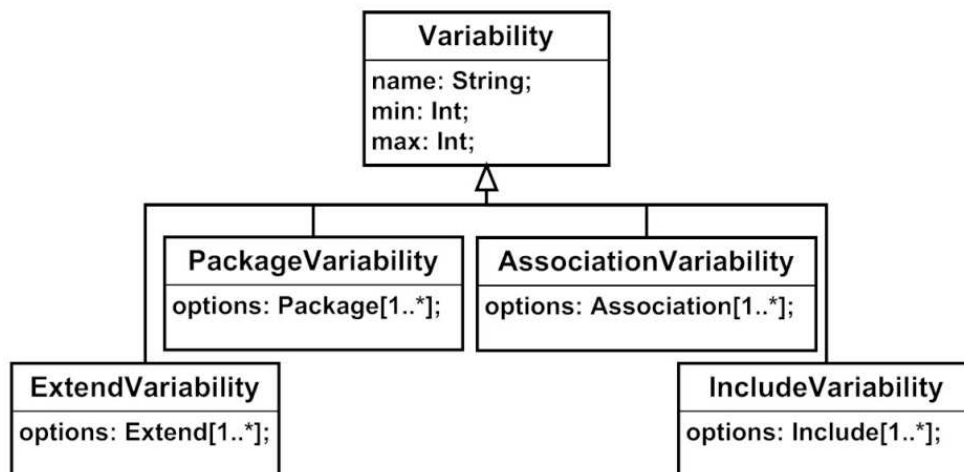 Variability
name: String;
min: Int;
max: Int;
PackageVariability
options: Package[1..*];
AssociationVariability
options: Association[1..*];
ExtendVariability
options: Extend[1..*];
IncludeVariability
options: Include[1..*];